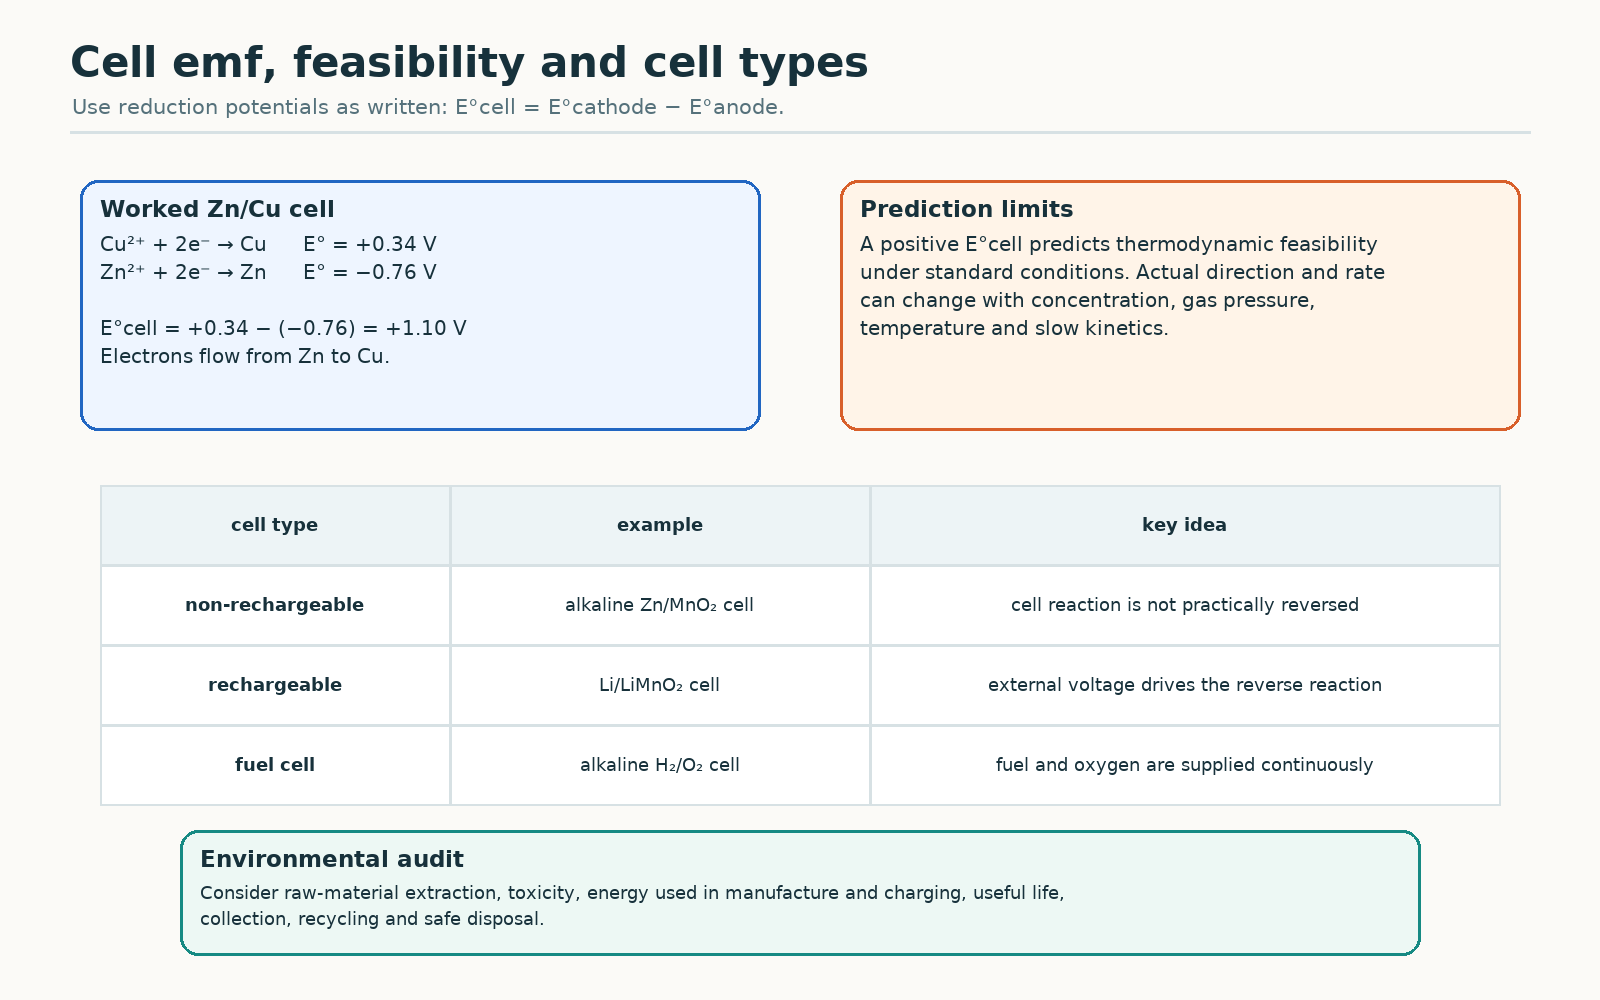 Cell emf, feasibility and cell types
Use reduction potentials as written: E°cell = E°cathode − E°anode.
Worked Zn/Cu cell
Cu²⁺ + 2e⁻ → Cu E° = +0.34 V
Zn²⁺ + 2e⁻ → Zn E° = −0.76 V
E°cell = +0.34 − (−0.76) = +1.10 V
Electrons flow from Zn to Cu.
Prediction limits
A positive E°cell predicts thermodynamic feasibility
under standard conditions. Actual direction and rate
can change with concentration, gas pressure,
temperature and slow kinetics.
cell type example key idea
non-rechargeable alkaline Zn/MnO₂ cell cell reaction is not practically reversed
rechargeable Li/LiMnO₂ cell external voltage drives the reverse reaction
fuel cell alkaline H₂/O₂ cell fuel and oxygen are supplied continuously
Environmental audit
Consider raw-material extraction, toxicity, energy used in manufacture and charging, useful life,
collection, recycling and safe disposal.